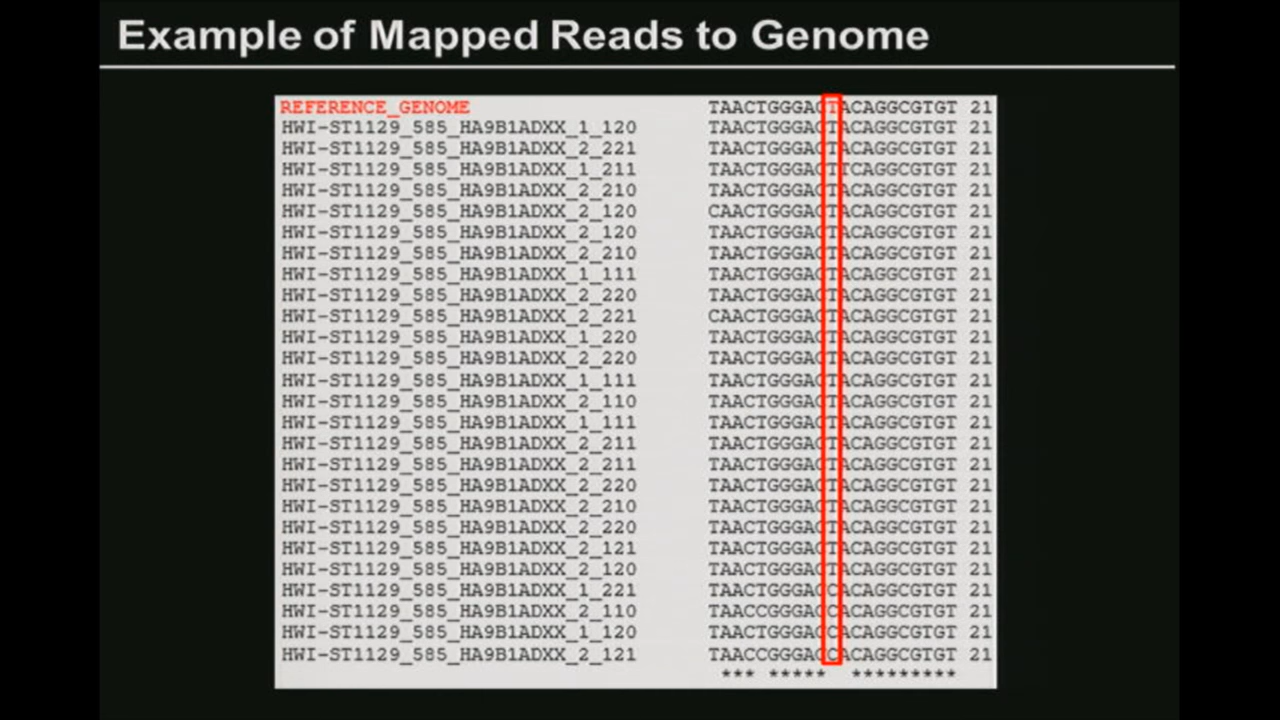 Example of Mapped Reads to Genome
REFERENCE_GENOME TAACTGGGACTACAGGCGTGT 21
HWI-ST1129_585_HA9B1ADXX_1_120 TAACTGGGACTACAGGCGTGT 21
HWI-ST1129_585_HA9B1ADXX_2_221 TAACTGGGACTACAGGCGTGT 21
HWI-ST1129_585_HA9B1ADXX_1_211 TAACTGGGACTTCAGGCGTGT 21
HWI-ST1129_585_HA9B1ADXX_2_210 TAACTGGGACTACAGGCGTGT 21
HWI-ST1129_585_HA9B1ADXX_2_120 CAACTGGGACTACAGGCGTGT 21
HWI-ST1129_585_HA9B1ADXX_2_120 TAACTGGGACTACAGGCGTGT 21
HWI-ST1129_585_HA9B1ADXX_2_210 TAACTGGGACTACAGGCGTGT 21
HWI-ST1129_585_HA9B1ADXX_1_111 TAACTGGGACTACAGGCGTGT 21
HWI-ST1129_585_HA9B1ADXX_2_220 TAACTGGGACTACAGGCGTGT 21
HWI-ST1129_585_HA9B1ADXX_2_221 CAACTGGGACTACAGGCGTGT 21
HWI-ST1129_585_HA9B1ADXX_1_220 TAACTGGGACTACAGGCGTGT 21
HWI-ST1129_585_HA9B1ADXX_2_220 TAACTGGGACTACAGGCGTGT 21
HWI-ST1129_585_HA9B1ADXX_1_111 TAACTGGGACTACAGGCGTGT 21
HWI-ST1129_585_HA9B1ADXX_2_110 TAACTGGGACTACAGGCGTGT 21
HWI-ST1129_585_HA9B1ADXX_1_111 TAACTGGGACTACAGGCGTGT 21
HWI-ST1129_585_HA9B1ADXX_2_211 TAACTGGGACTACAGGCGTGT 21
HWI-ST1129_585_HA9B1ADXX_2_211 TAACTGGGACTACAGGCGTGT 21
HWI-ST1129_585_HA9B1ADXX_2_220 TAACTGGGACTACAGGCGTGT 21
HWI-ST1129_585_HA9B1ADXX_2_210 TAACTGGGACTACAGGCGTGT 21
HWI-ST1129_585_HA9B1ADXX_2_220 TAACTGGGACTACAGGCGTGT 21
HWI-ST1129_585_HA9B1ADXX_2_121 TAACTGGGACTACAGGCGTGT 21
HWI-ST1129_585_HA9B1ADXX_2_120 TAACTGGGACTACAGGCGTGT 21
HWI-ST1129_585_HA9B1ADXX_1_221 TAACTGGGACCACAGGCGTGT 21
HWI-ST1129_585_HA9B1ADXX_2_110 TAACCGGGACCACAGGCGTGT 21
HWI-ST1129_585_HA9B1ADXX_1_120 TAACTGGGACCACAGGCGTGT 21
HWI-ST1129_585_HA9B1ADXX_2_121 TAACCGGGACCACAGGCGTGT 21
*** *****  *********